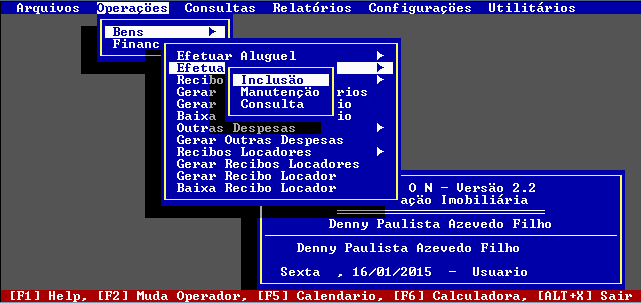 Arquivos Operações Consultas Relatórios Configurações Utilitários
Bens
Financ
Efetuar Aluguel
Efetua
Recibo
Inclusão
Gerar Manutenção rios
Gerar Consulta io
Baixa io
Outras Despesas
Gerar Outras Despesas
Recibos Locadores
Gerar Recibos Locadores
Gerar Recibo Locador
Baixa Recibo Locador
O N - Versão 2.2
ação Imobiliária
Denny Paulista Azevedo Filho
Denny Paulista Azevedo Filho
Sexta , 16/01/2015 - Usuario
[F1] Help, [F2] Muda Operador, [F5] Calendario, [F6] Calculadora, [ALT+X] Sair